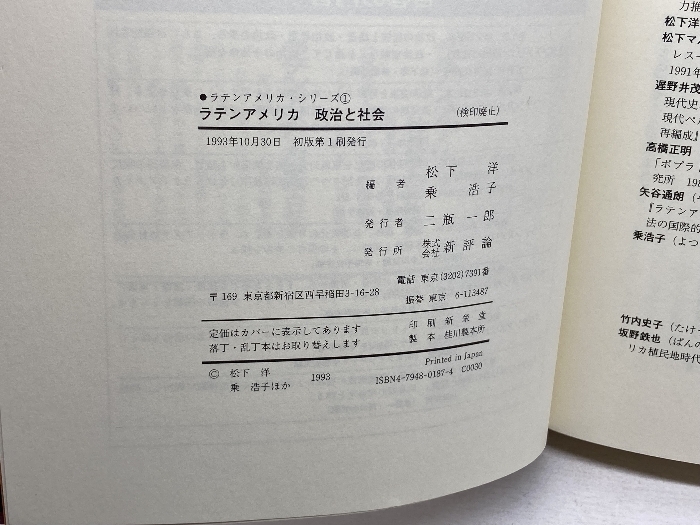 ●ラテンアメリカ・シリーズ①
ラテンアメリカ 政治と社会 (検印廃止)
1993年10月30日 初版第1刷発行
編者 松下 洋
乗 浩子
発行者 二瓶一郎
発行所 株式会社 新評論
〒169 東京都新宿区西早稲田3-16-28
電話 東京(3202)7391番
振替 東京 6-113487
定価はカバーに表示してあります
落丁・乱丁本はお取り替えします
印刷 新栄堂
製本 桂川製本所
© 松下 洋
乗 浩子ほか
1993
Printed in Japan
ISBN4-7948-0187-4 C0030
松下洋
松下マ
レス
1991年
遅野井茂
現代史
現代ペル
再編成』
高橋正明
「ポプラ
究所 198
矢谷通朗
『ラテンア
法の国際的
乗浩子(よつ
竹内史子(たけ
坂野鉄也(ばんの
リカ植民地時代